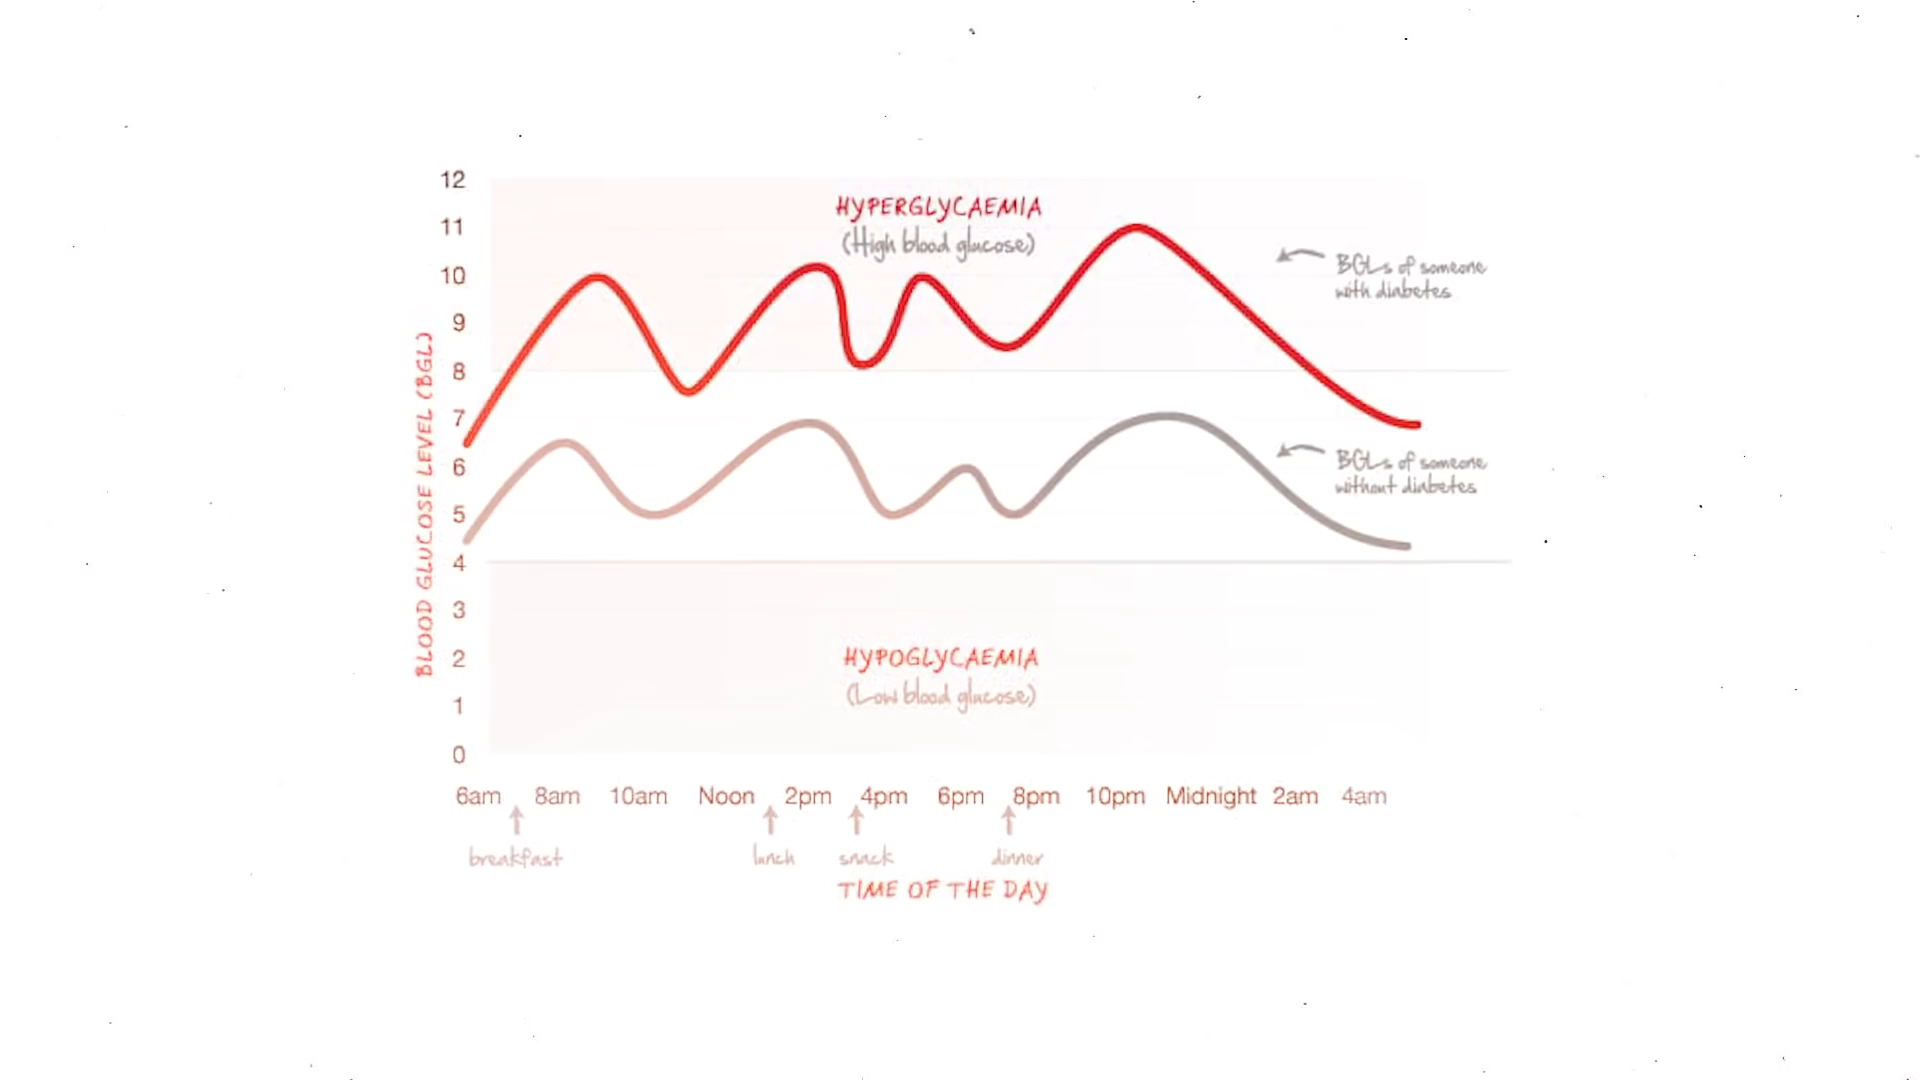 12
HYPERGLYCAEMIA
(High blood glucose)
11
10
9
8
7
6
5
4
3
2
1
0
BLOOD GLUCOSE LEVEL (BGL)
BGLs of someone
with diabetes
BGLs of someone
without diabetes
HYPOGLYCAEMIA
(Low blood glucose)
6am 8am 10am Noon 2pm 4pm 6pm 8pm 10pm Midnight 2am 4am
breakfast lunch snack dinner
TIME OF THE DAY